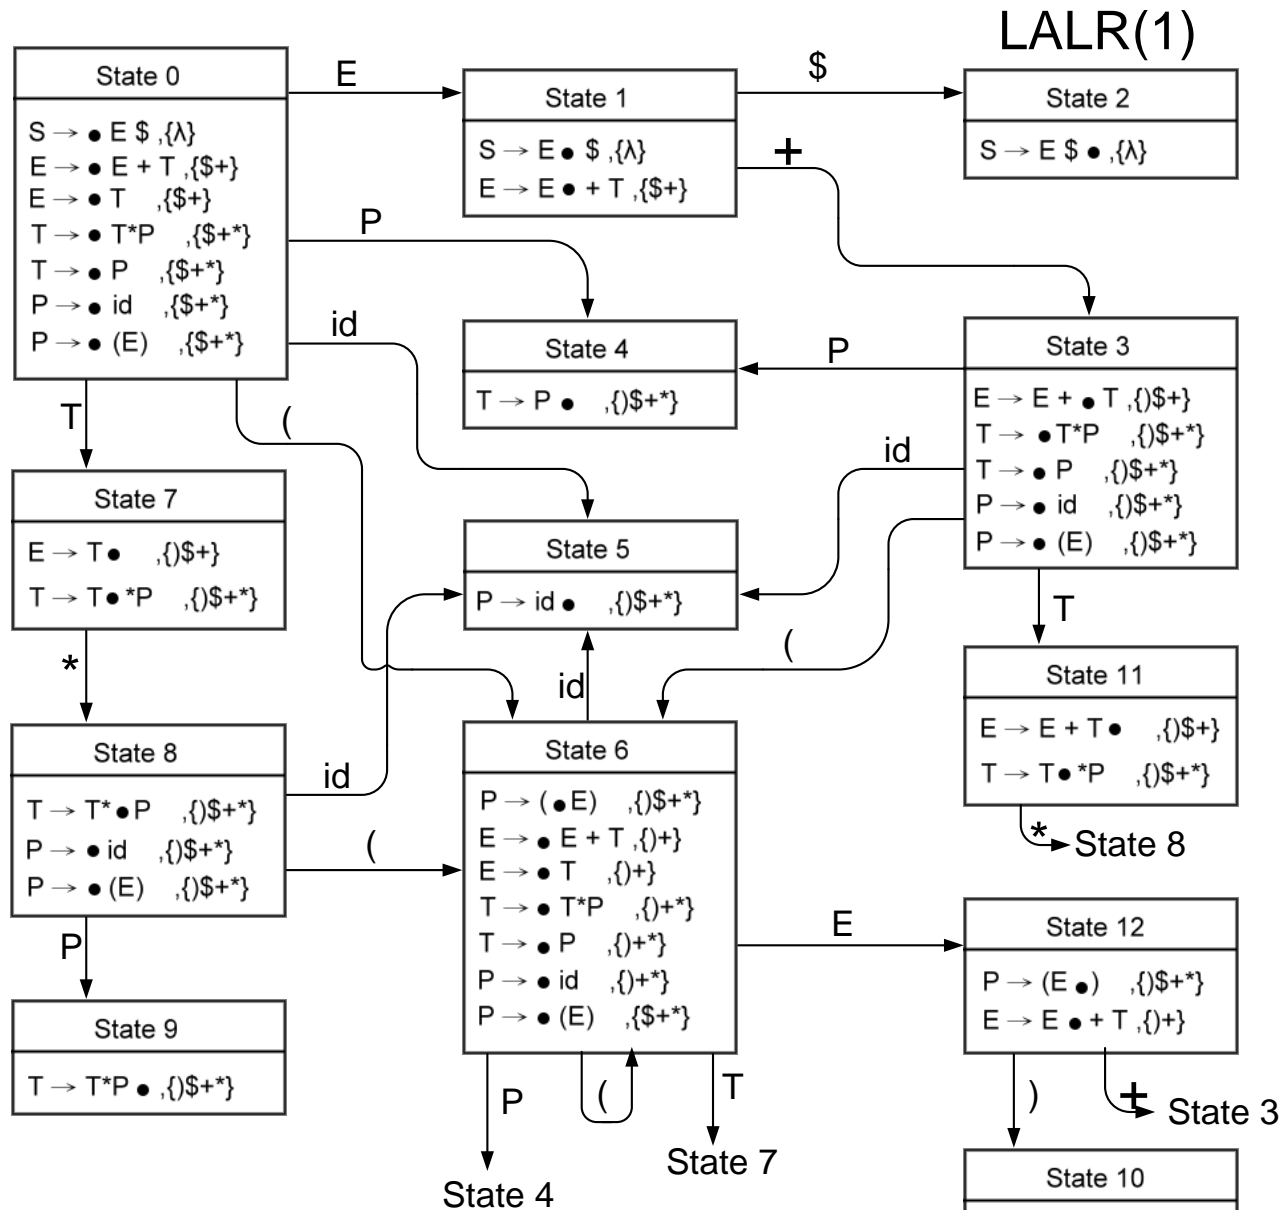 LALR(1)
State 0
S → ● E $ ,{λ}
E → ● E + T ,{$+}
E → ● T ,{$+}
T → ● T*P ,{$+*}
T → ● P ,{$+*}
P → ● id ,{$+*}
P → ● (E) ,{$+*}
E
State 1
S → E ● $ ,{λ}
E → E ● + T ,{$+}
$
State 2
S → E $ ● ,{λ}
+
P
id
State 4
T → P ● ,{)$+*}
P
State 3
E → E + ● T ,{)$+}
T → ● T*P ,{)$+*}
T → ● P ,{)$+*}
P → ● id ,{)$+*}
P → ● (E) ,{)$+*}
T
(
id
State 7
E → T ● ,{)$+}
T → T ● *P ,{)$+*}
State 5
P → id ● ,{)$+*}
T
*
(
id
State 11
E → E + T ● ,{)$+}
T → T ● *P ,{)$+*}
*
State 8
State 8
T → T* ● P ,{)$+*}
P → ● id ,{)$+*}
P → ● (E) ,{)$+*}
id
(
State 6
P → ( ● E) ,{)$+*}
E → ● E + T ,{)+}
E → ● T ,{)+}
T → ● T*P ,{)+*}
T → ● P ,{)+*}
P → ● id ,{)+*}
P → ● (E) ,{$+*}
E
State 12
P → (E ● ) ,{)$+*}
E → E ● + T ,{)+}
P
State 9
T → T*P ● ,{)$+*}
P
(
T
)
+
State 3
State 4
State 7
State 10